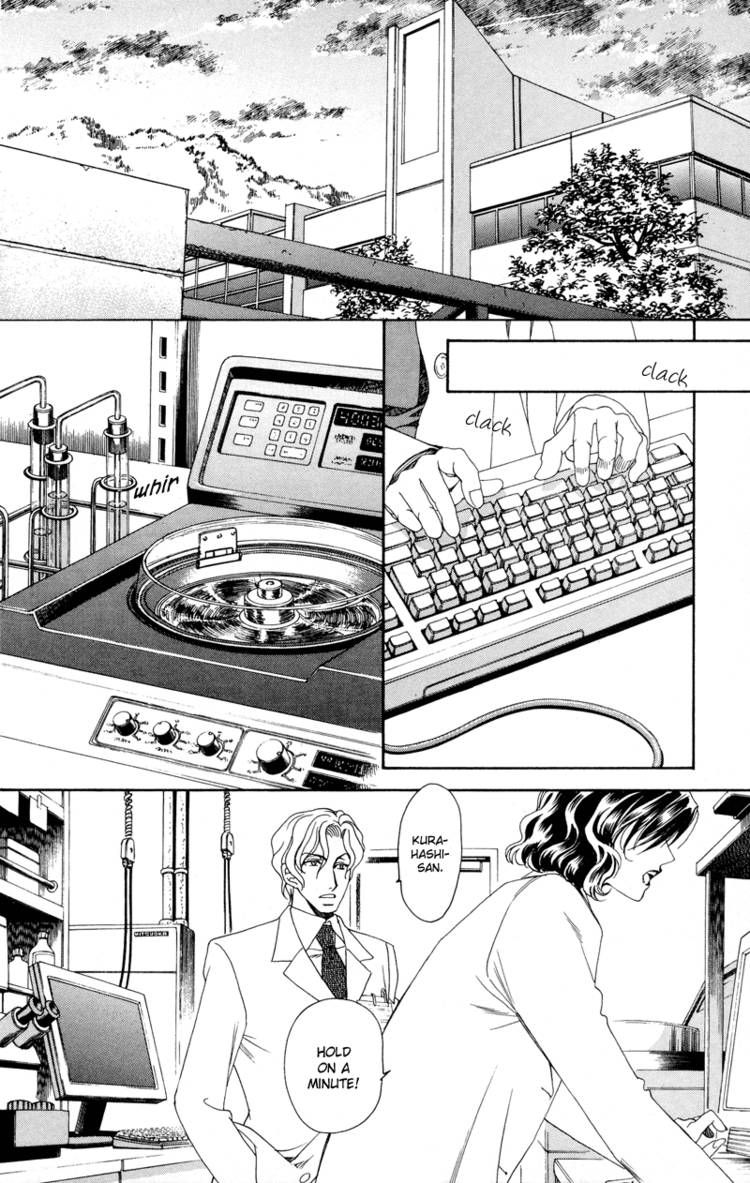 clack
clack
whir
KURA-
HASHI-
SAN.
HOLD
ON A
MINUTE!